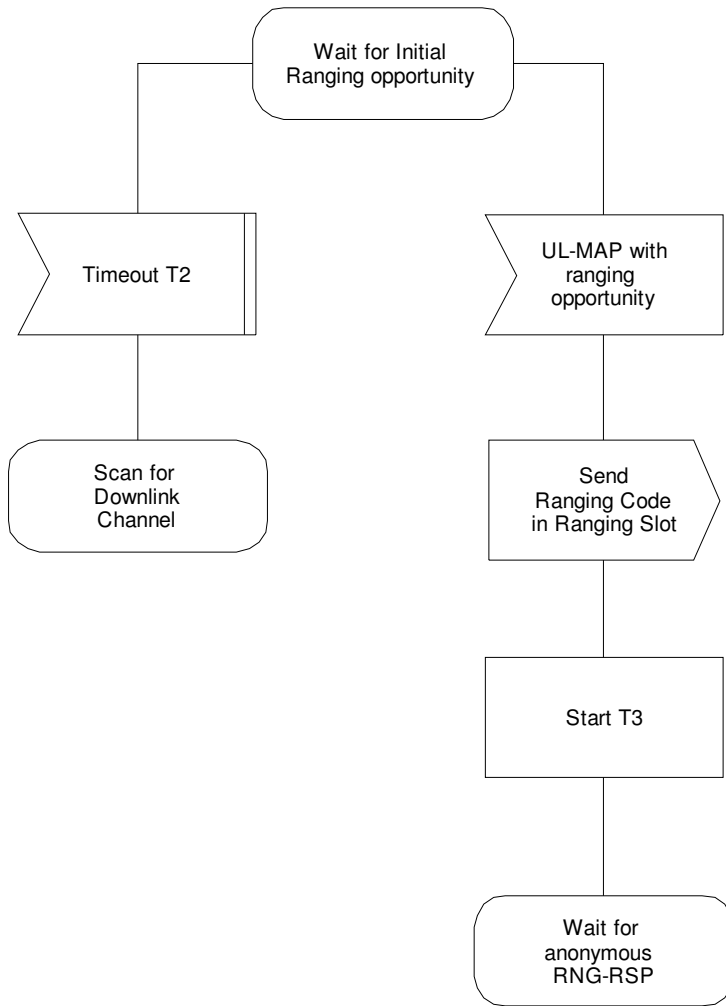 Wait for Initial
Ranging opportunity
Timeout T2
UL-MAP with
ranging
opportunity
Scan for
Downlink
Channel
Send
Ranging Code
in Ranging Slot
Start T3
Wait for
anonymous
RNG-RSP